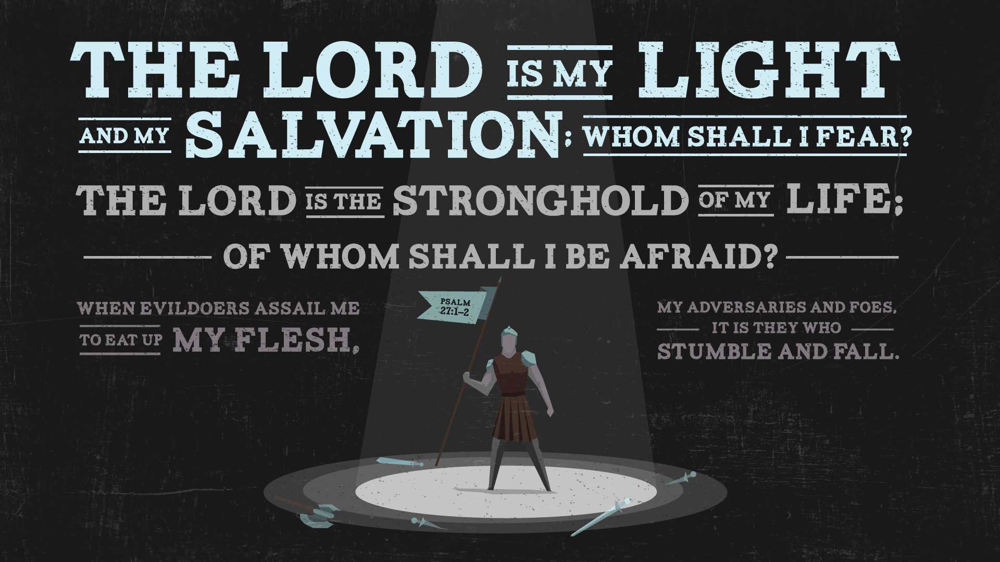 THE LORD IS MY LIGHT
AND MY SALVATION; WHOM SHALL I FEAR?
THE LORD IS THE STRONGHOLD OF MY LIFE;
OF WHOM SHALL I BE AFRAID?
WHEN EVILDOERS ASSAIL ME
TO EAT UP MY FLESH,
PSALM
27:1–2
MY ADVERSARIES AND FOES,
IT IS THEY WHO
STUMBLE AND FALL.